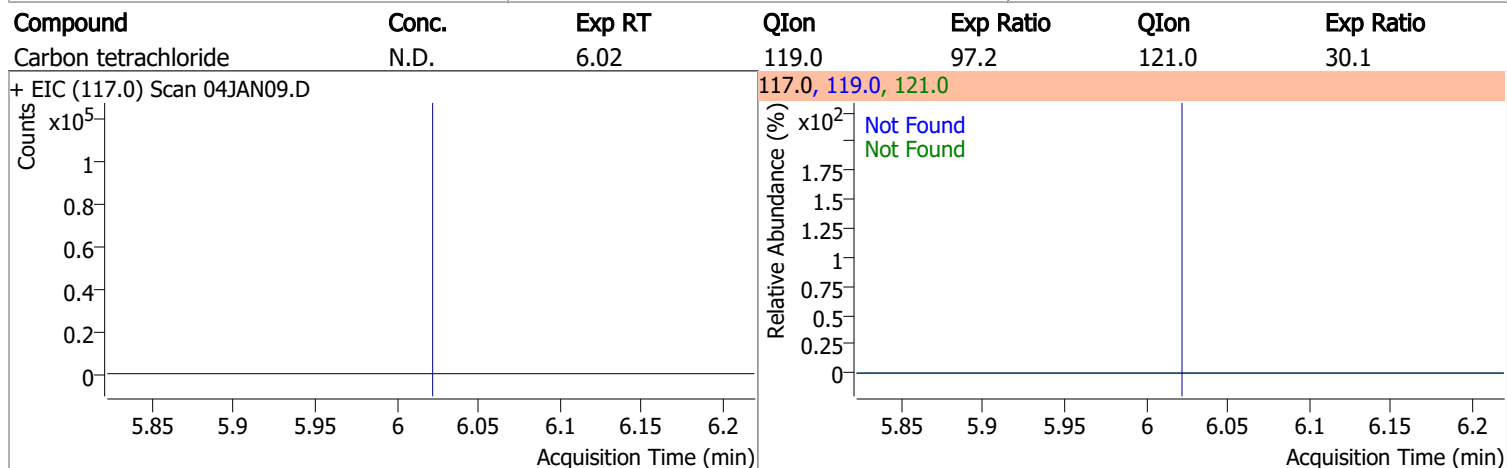 Compound Conc. Exp RT QIon Exp Ratio QIon Exp Ratio
Carbon tetrachloride N.D. 6.02 119.0 97.2 121.0 30.1
+ EIC (117.0) Scan 04JAN09.D
Counts
x10⁵
1
0.8
0.6
0.4
0.2
0
5.85 5.9 5.95 6 6.05 6.1 6.15 6.2
Acquisition Time (min)
117.0, 119.0, 121.0
Relative Abundance (%)
x10²
Not Found
Not Found
1.75
1.5
1.25
1
0.75
0.5
0.25
0
5.85 5.9 5.95 6 6.05 6.1 6.15 6.2
Acquisition Time (min)